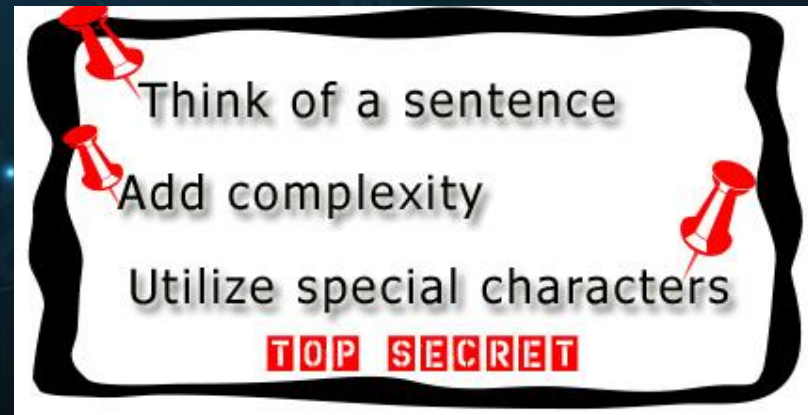 Think of a sentence
Add complexity
Utilize special characters
TOP SECRET